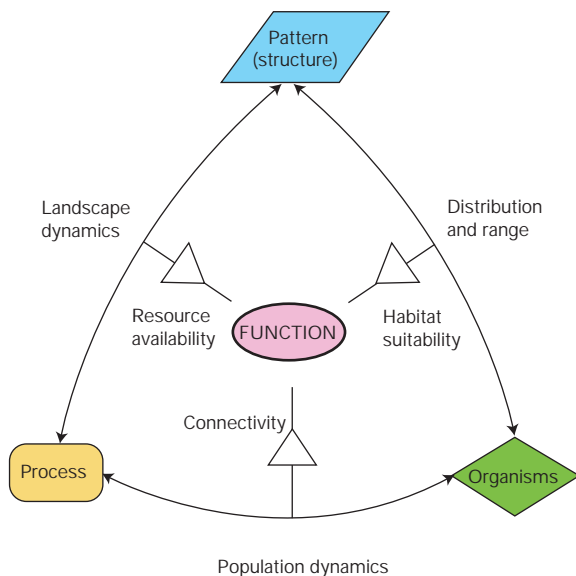 Pattern
(structure)
Landscape
dynamics
Distribution
and range
Resource
availability
FUNCTION
Habitat
suitability
Connectivity
Process
Organisms
Population dynamics